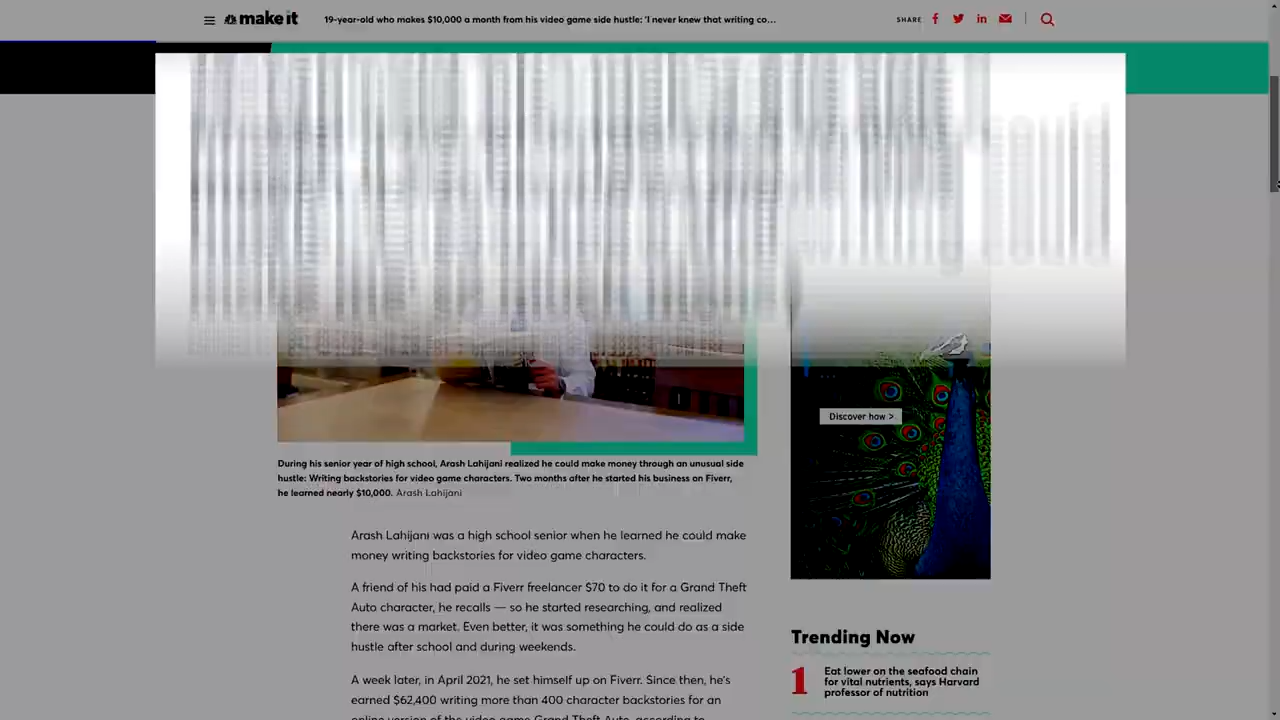 make it
19-year-old who makes $10,000 a month from his video game side hustle: 'I never knew that writing co...
SHARE
writing could
Discover how >
During his senior year of high school, Arash Lahijani realized he could make money through an unusual side
hustle: Writing backstories for video game characters. Two months after he started his business on Fiverr,
he learned nearly $10,000. Arash Lahijani
Arash Lahijani was a high school senior when he learned he could make
money writing backstories for video game characters.
A friend of his had paid a Fiverr freelancer $70 to do it for a Grand Theft
Auto character, he recalls — so he started researching, and realized
there was a market. Even better, it was something he could do as a side
hustle after school and during weekends.
A week later, in April 2021, he set himself up on Fiverr. Since then, he's
earned $62,400 writing more than 400 character backstories for an
online version of the video game Grand Theft Auto, according to
Trending Now
1
Eat lower on the seafood chain
for vital nutrients, says Harvard
professor of nutrition